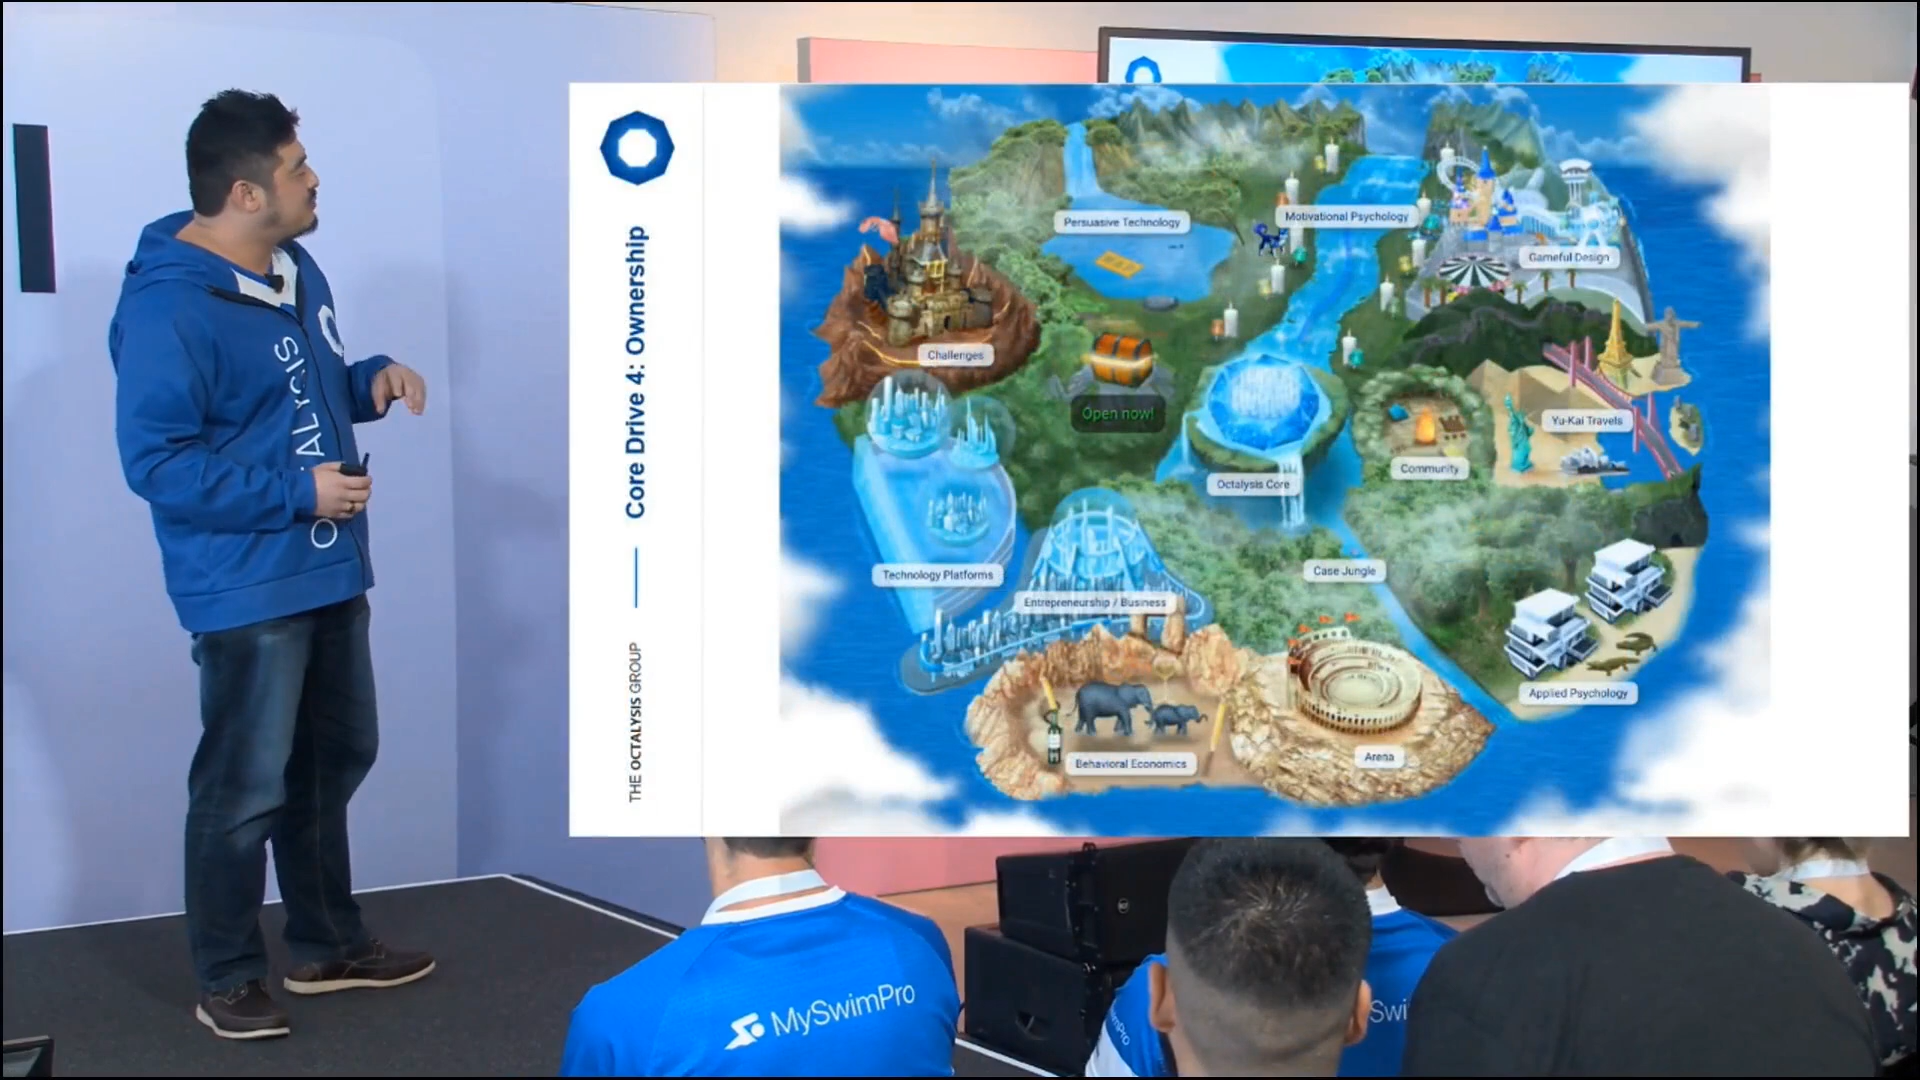 Core Drive 4: Ownership
THE OCTALYSIS GROUP
Persuasive Technology
Motivational Psychology
Gameful Design
Challenges
Open now!
Octalysis Core
Community
Yu-Kai Travels
Technology Platforms
Entrepreneurship / Business
Case Jungle
Applied Psychology
Behavioral Economics
Arena
MySwimPro